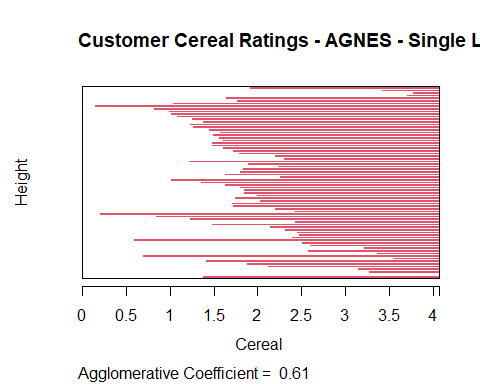 Customer Cereal Ratings - AGNES - Single L
Height
0 0.5 1 1.5 2 2.5 3 3.5 4
Cereal
Agglomerative Coefficient = 0.61